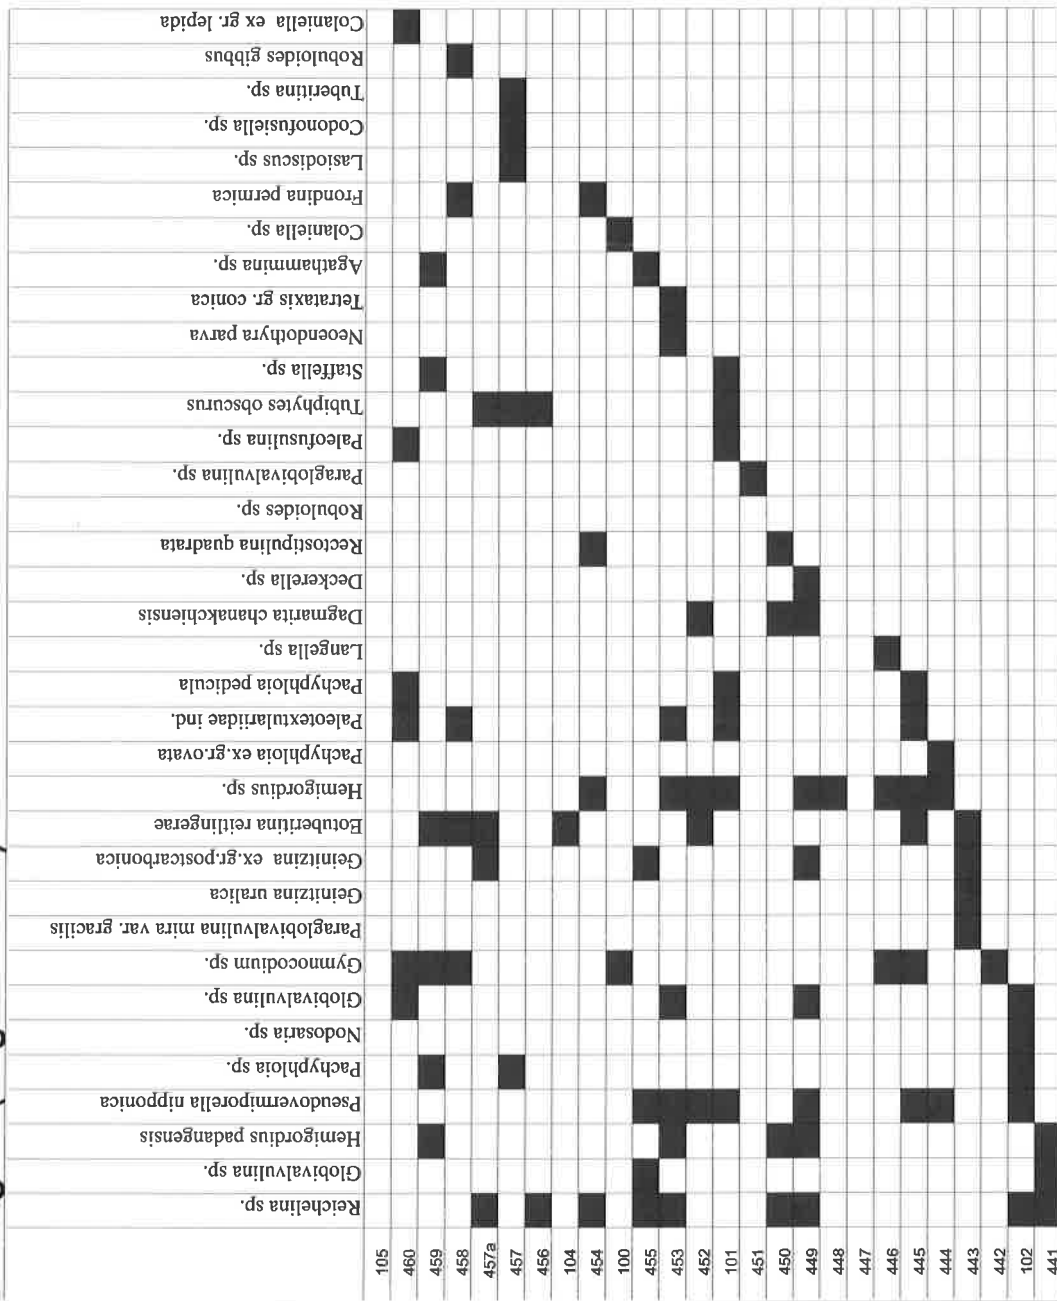 Colaniella ex gr. lepida
Robuloides gibbus
Tuberitina sp.
Codonofusiella sp.
Lasiodiscus sp.
Frondina permica
Colaniella sp.
Agathammina sp.
Tetrataxis gr. conica
Neoendothyra parva
Staffella sp.
Tubiphytes obscurus
Paleofusulina sp.
Paraglobivalvulina sp.
Robuloides sp.
Rectostipulina quadrata
Deckerella sp.
Dagmarita chanakchiensis
Langella sp.
Pachyphloia pedicula
Paleotextulariidae ind.
Pachyphloia ex.gr.ovata
Hemigordius sp.
Eotuberitina reitlingerae
Geinitzina ex.gr.postcarbonica
Geinitzina uralica
Paraglobivalvulina mira var. gracilis
Gymnocodium sp.
Globivalvulina sp.
Nodosaria sp.
Pachyphloia sp.
Pseudovermiporella nipponica
Hemigordius padangensis
Globivalvulina sp.
Reichelina sp.
105
460
459
458
457a
457
456
104
454
100
455
453
452
101
451
450
449
448
447
446
445
444
443
442
102
441